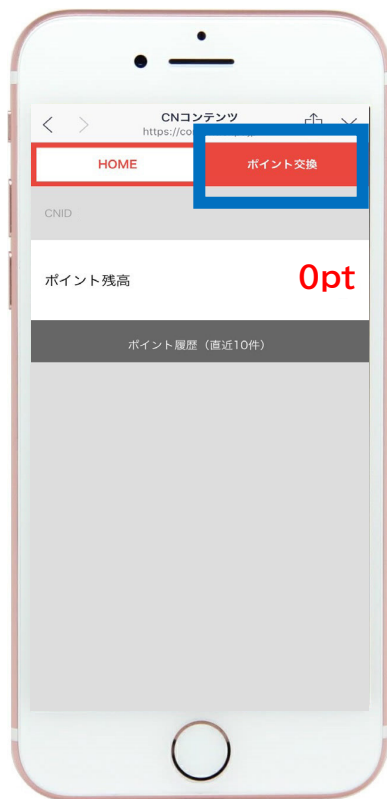 CNコンテンツ
https://co
HOME
ポイント交換
CNID
ポイント残高
0pt
ポイント履歴（直近10件）